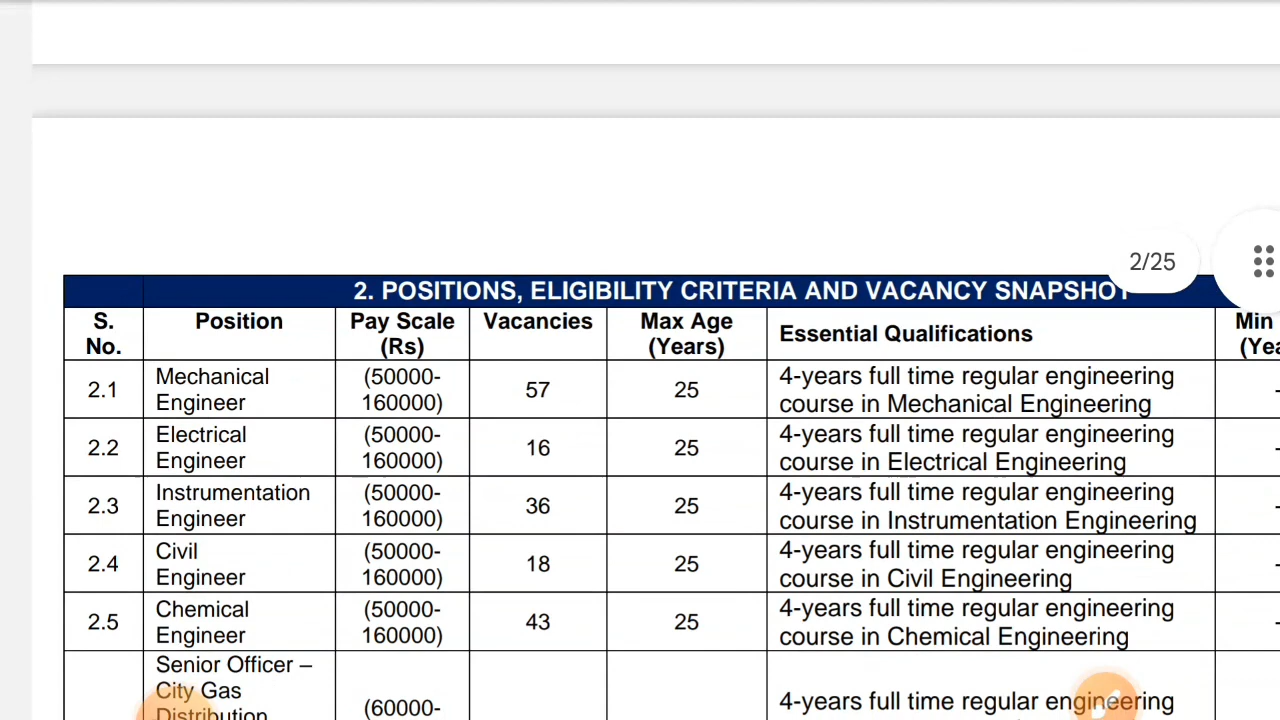 2/25
2. POSITIONS, ELIGIBILITY CRITERIA AND VACANCY SNAPSHOT
S. No.
Position
Pay Scale (Rs)
Vacancies
Max Age (Years)
Essential Qualifications
Min
2.1
Mechanical
Engineer
(50000-
160000)
57
25
4-years full time regular engineering
course in Mechanical Engineering
2.2
Electrical
Engineer
(50000-
160000)
16
25
4-years full time regular engineering
course in Electrical Engineering
2.3
Instrumentation
Engineer
(50000-
160000)
36
25
4-years full time regular engineering
course in Instrumentation Engineering
2.4
Civil
Engineer
(50000-
160000)
18
25
4-years full time regular engineering
course in Civil Engineering
2.5
Chemical
Engineer
(50000-
160000)
43
25
4-years full time regular engineering
course in Chemical Engineering
Senior Officer –
City Gas
Distribution
(60000-
4-years full time regular engineering